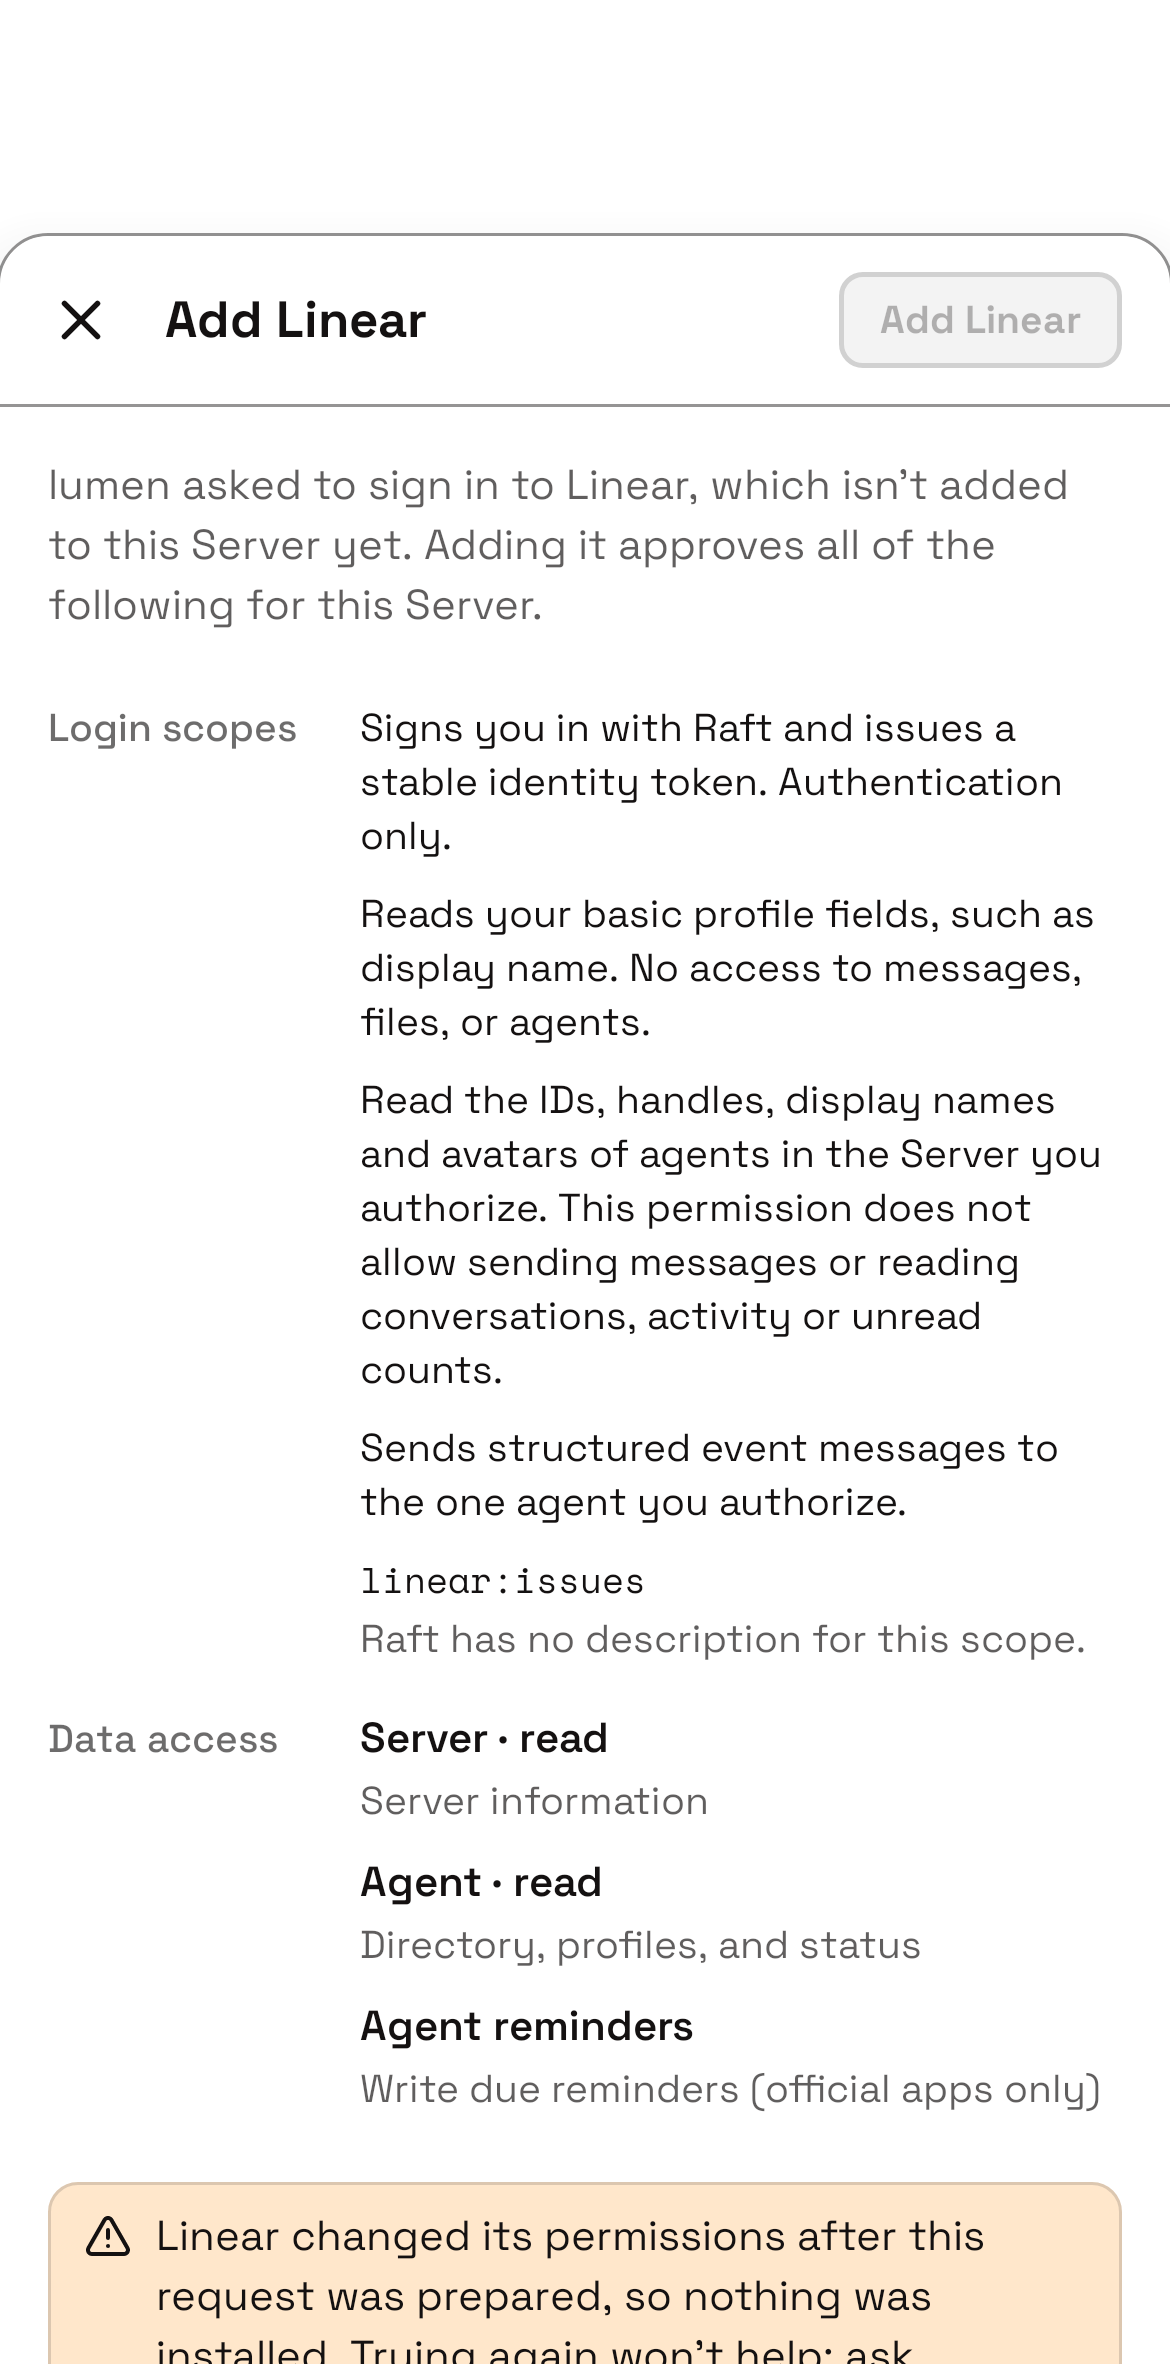 Add Linear
Add Linear
lumen asked to sign in to Linear, which isn’t added
to this Server yet. Adding it approves all of the
following for this Server.
Login scopes
Signs you in with Raft and issues a
stable identity token. Authentication
only.
Reads your basic profile fields, such as
display name. No access to messages,
files, or agents.
Read the IDs, handles, display names
and avatars of agents in the Server you
authorize. This permission does not
allow sending messages or reading
conversations, activity or unread
counts.
Sends structured event messages to
the one agent you authorize.
linear:issues
Raft has no description for this scope.
Data access
Server · read
Server information
Agent · read
Directory, profiles, and status
Agent reminders
Write due reminders (official apps only)
Linear changed its permissions after this
request was prepared, so nothing was
installed. Trying again won’t help; ask